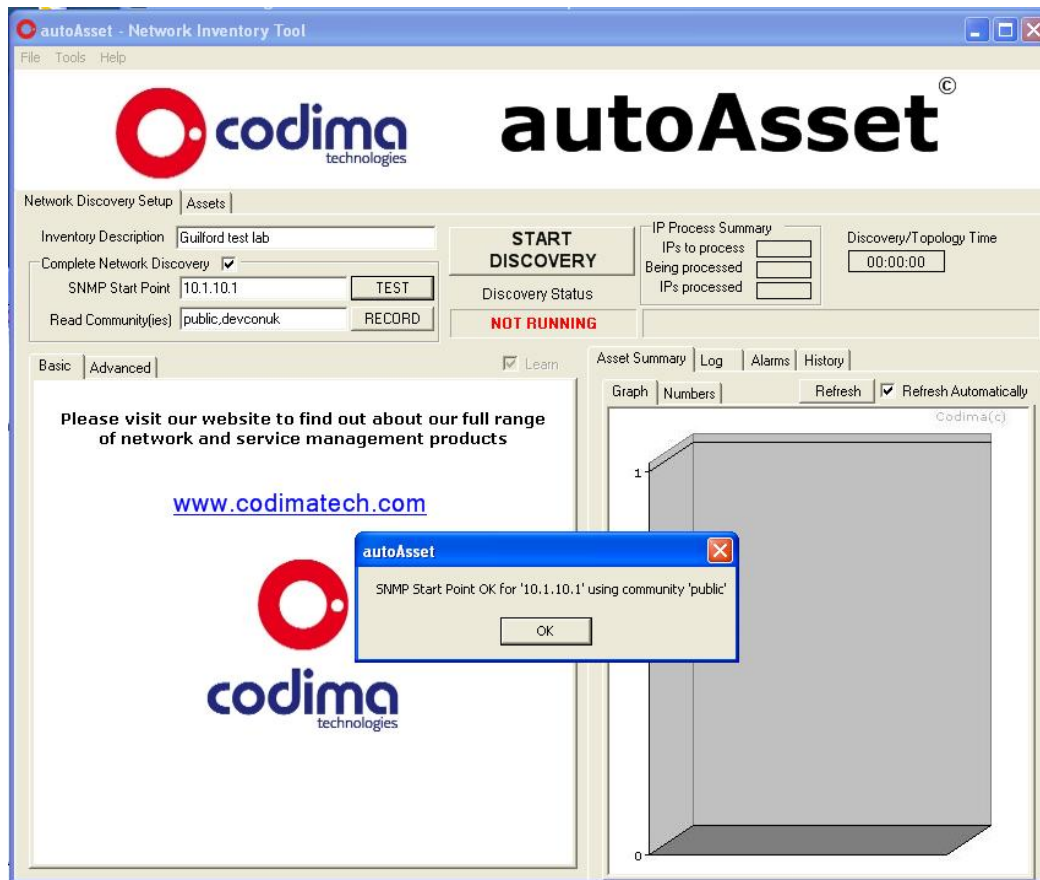 autoAsset - Network Inventory Tool
File Tools Help
codima
technologies
autoAsset©
Network Discovery Setup Assets
Inventory Description Guilford test lab
Complete Network Discovery
SNMP Start Point 10.1.10.1 TEST
Read Community(ies) public,devconuk RECORD
START
DISCOVERY
Discovery Status
NOT RUNNING
IP Process Summary
IPs to process
Being processed
IPs processed
Discovery/Topology Time
00:00:00
Basic Advanced
Learn
Please visit our website to find out about our full range
of network and service management products
www.codimatech.com
codima
technologies
Asset Summary Log Alarms History
Graph Numbers Refresh Refresh Automatically
Codima(c)
1
0
autoAsset
SNMP Start Point OK for '10.1.10.1' using community 'public'
OK